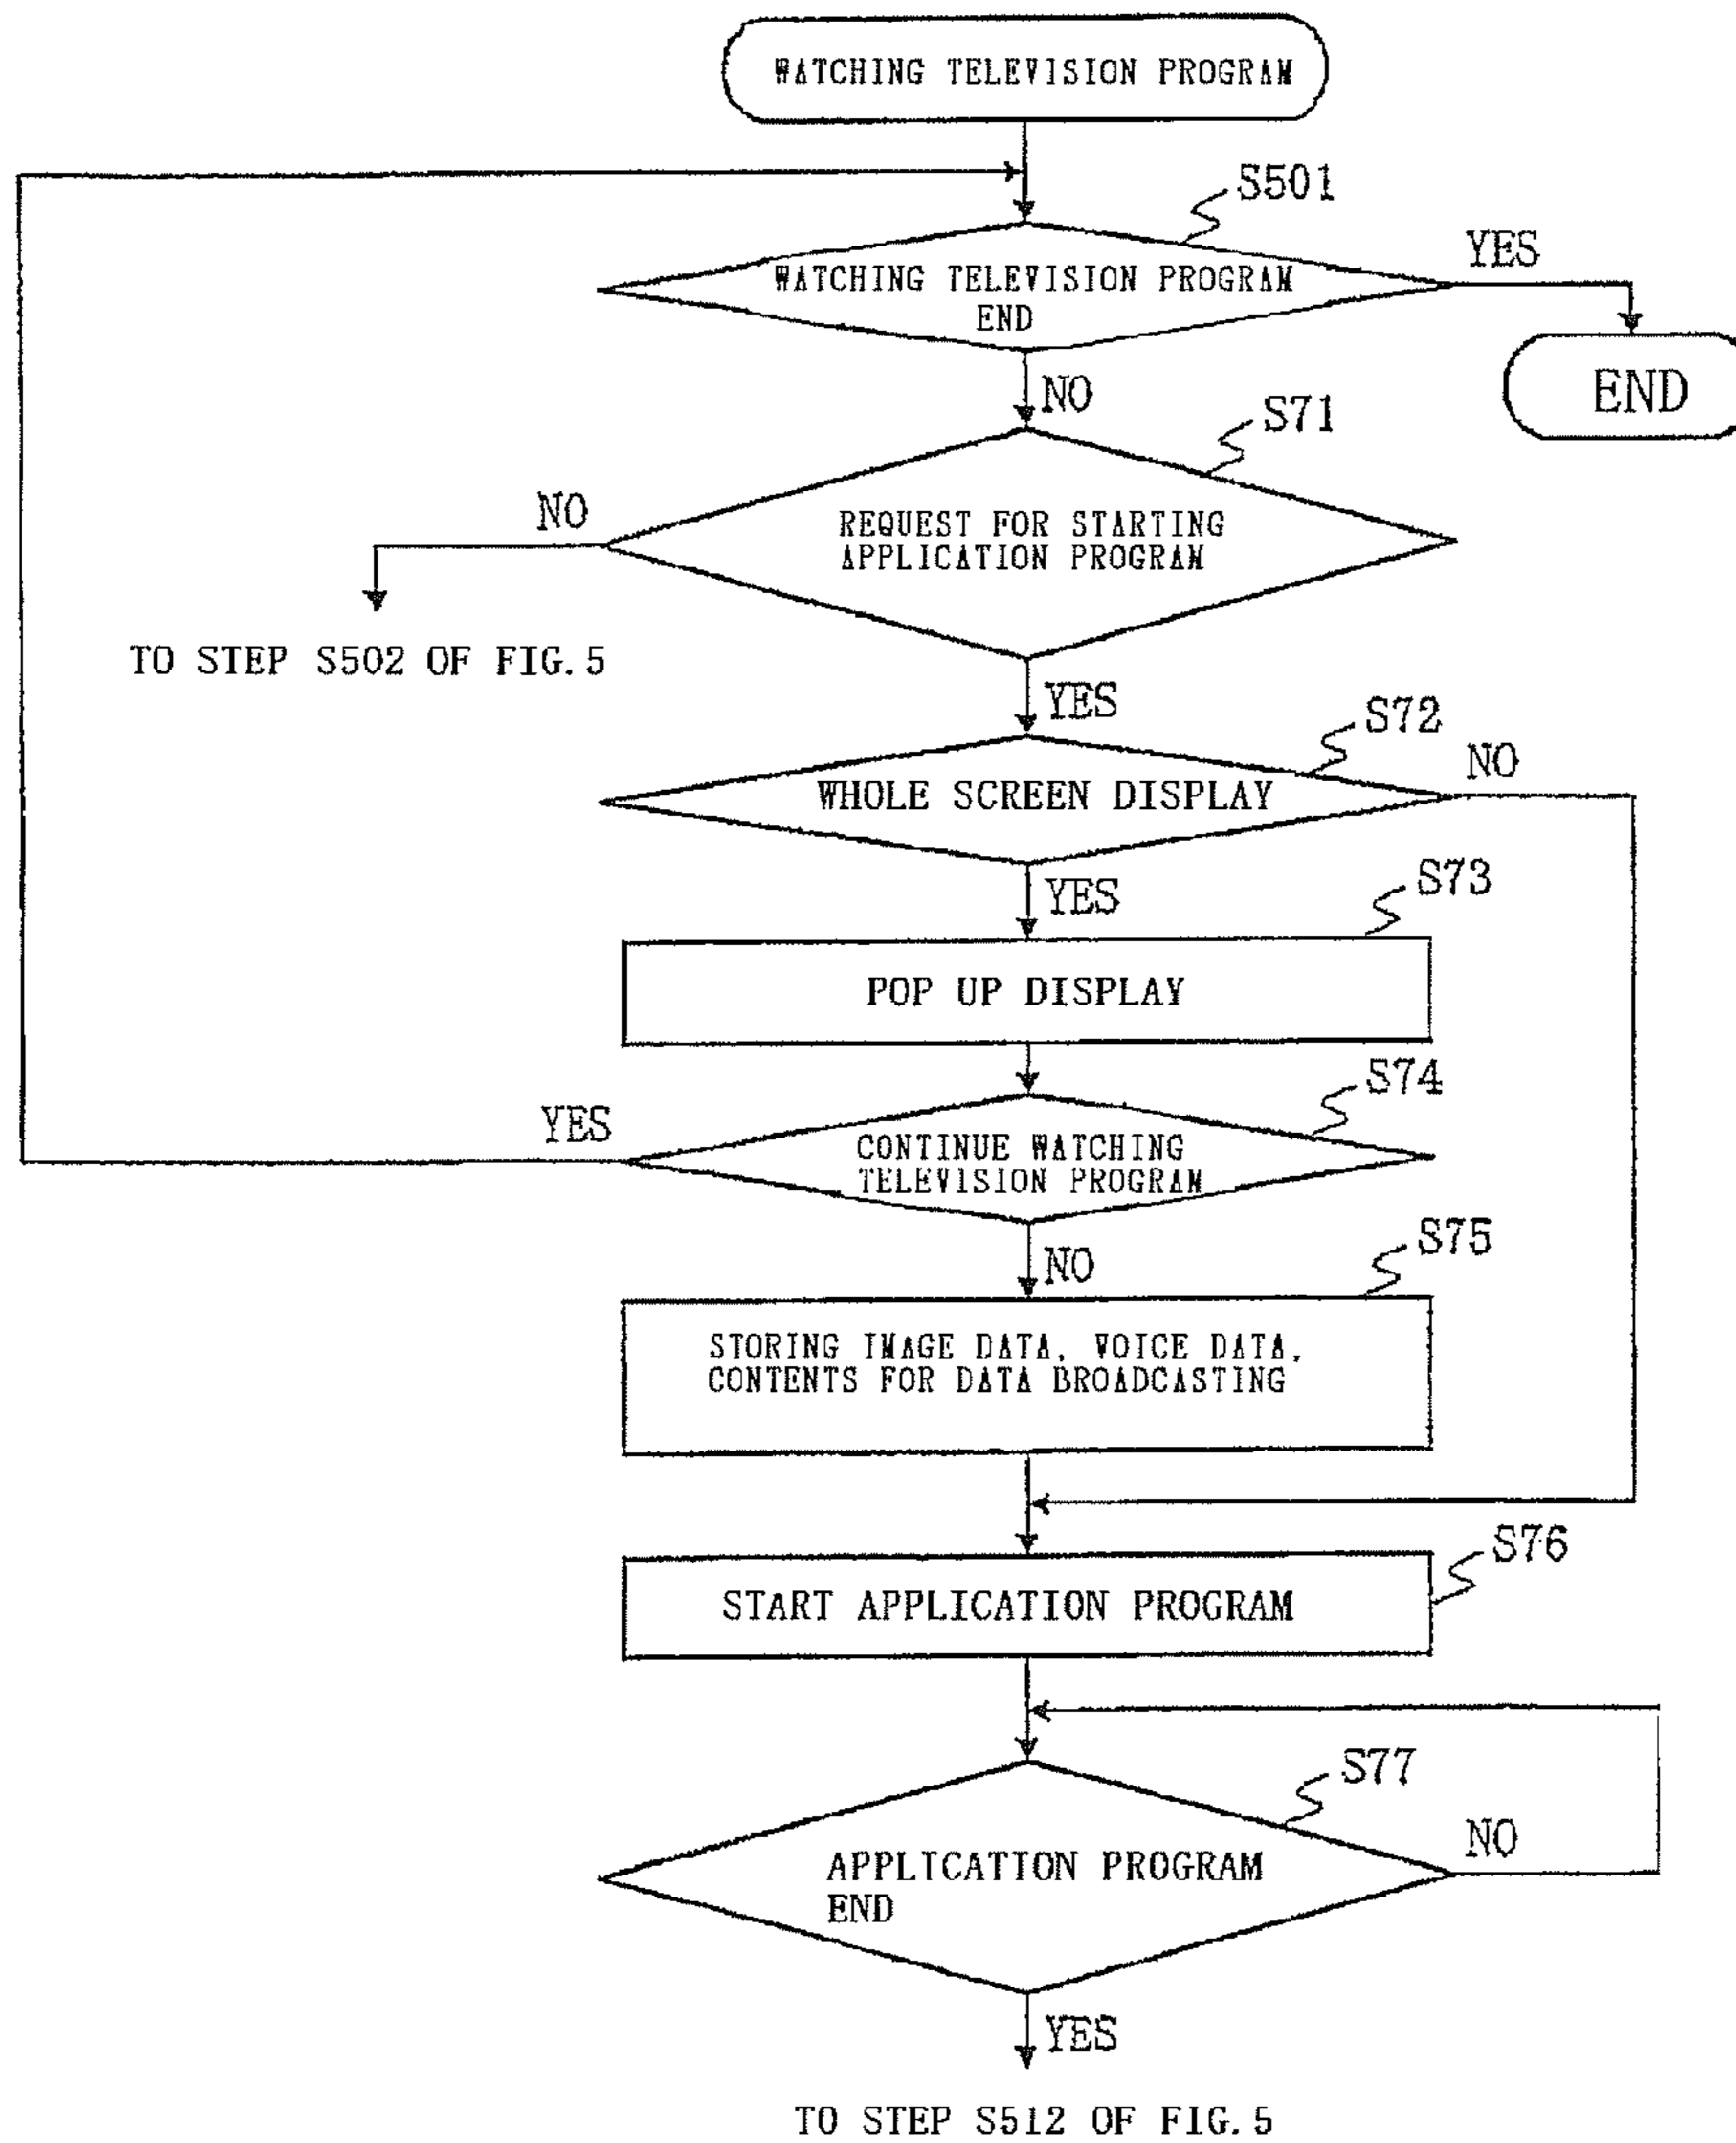 WATCHING TELEVISION PROGRAM
S501
YES
WATCHING TELEVISION PROGRAM
END
END
NO
S71
NO
REQUEST FOR STARTING
APPLICATION PROGRAM
TO STEP S502 OF FIG. 5
YES
S72
NO
WHOLE SCREEN DISPLAY
YES
S73
POP UP DISPLAY
S74
YES
CONTINUE WATCHING
TELEVISION PROGRAM
NO
S75
STORING IMAGE DATA, VOICE DATA,
CONTENTS FOR DATA BROADCASTING
S76
START APPLICATION PROGRAM
S77
NO
APPLICATION PROGRAM
END
YES
TO STEP S512 OF FIG. 5